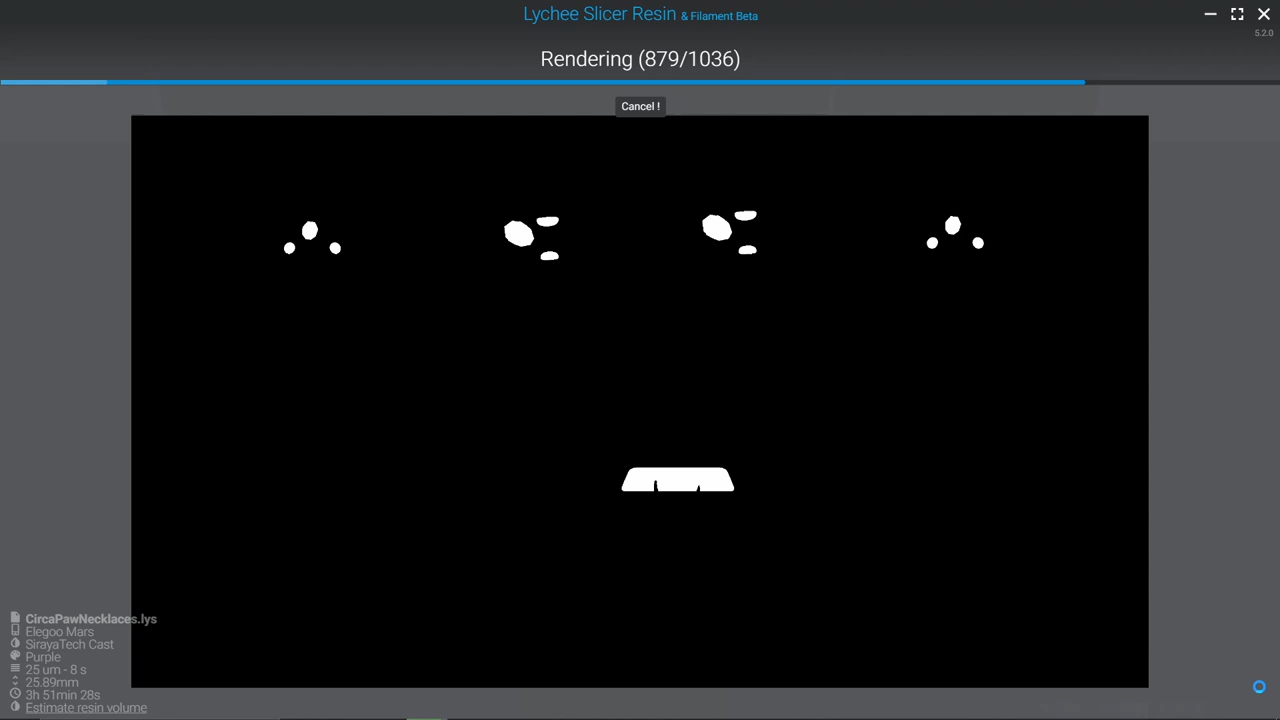 Lychee Slicer Resin & Filament Beta
5.2.0
Rendering (879/1036)
Cancel !
CircaPawNecklaces.lys
Elegoo Mars
SirayaTech Cast
Purple
25 um - 8 s
25.89mm
3h 51min 28s
Estimate resin volume